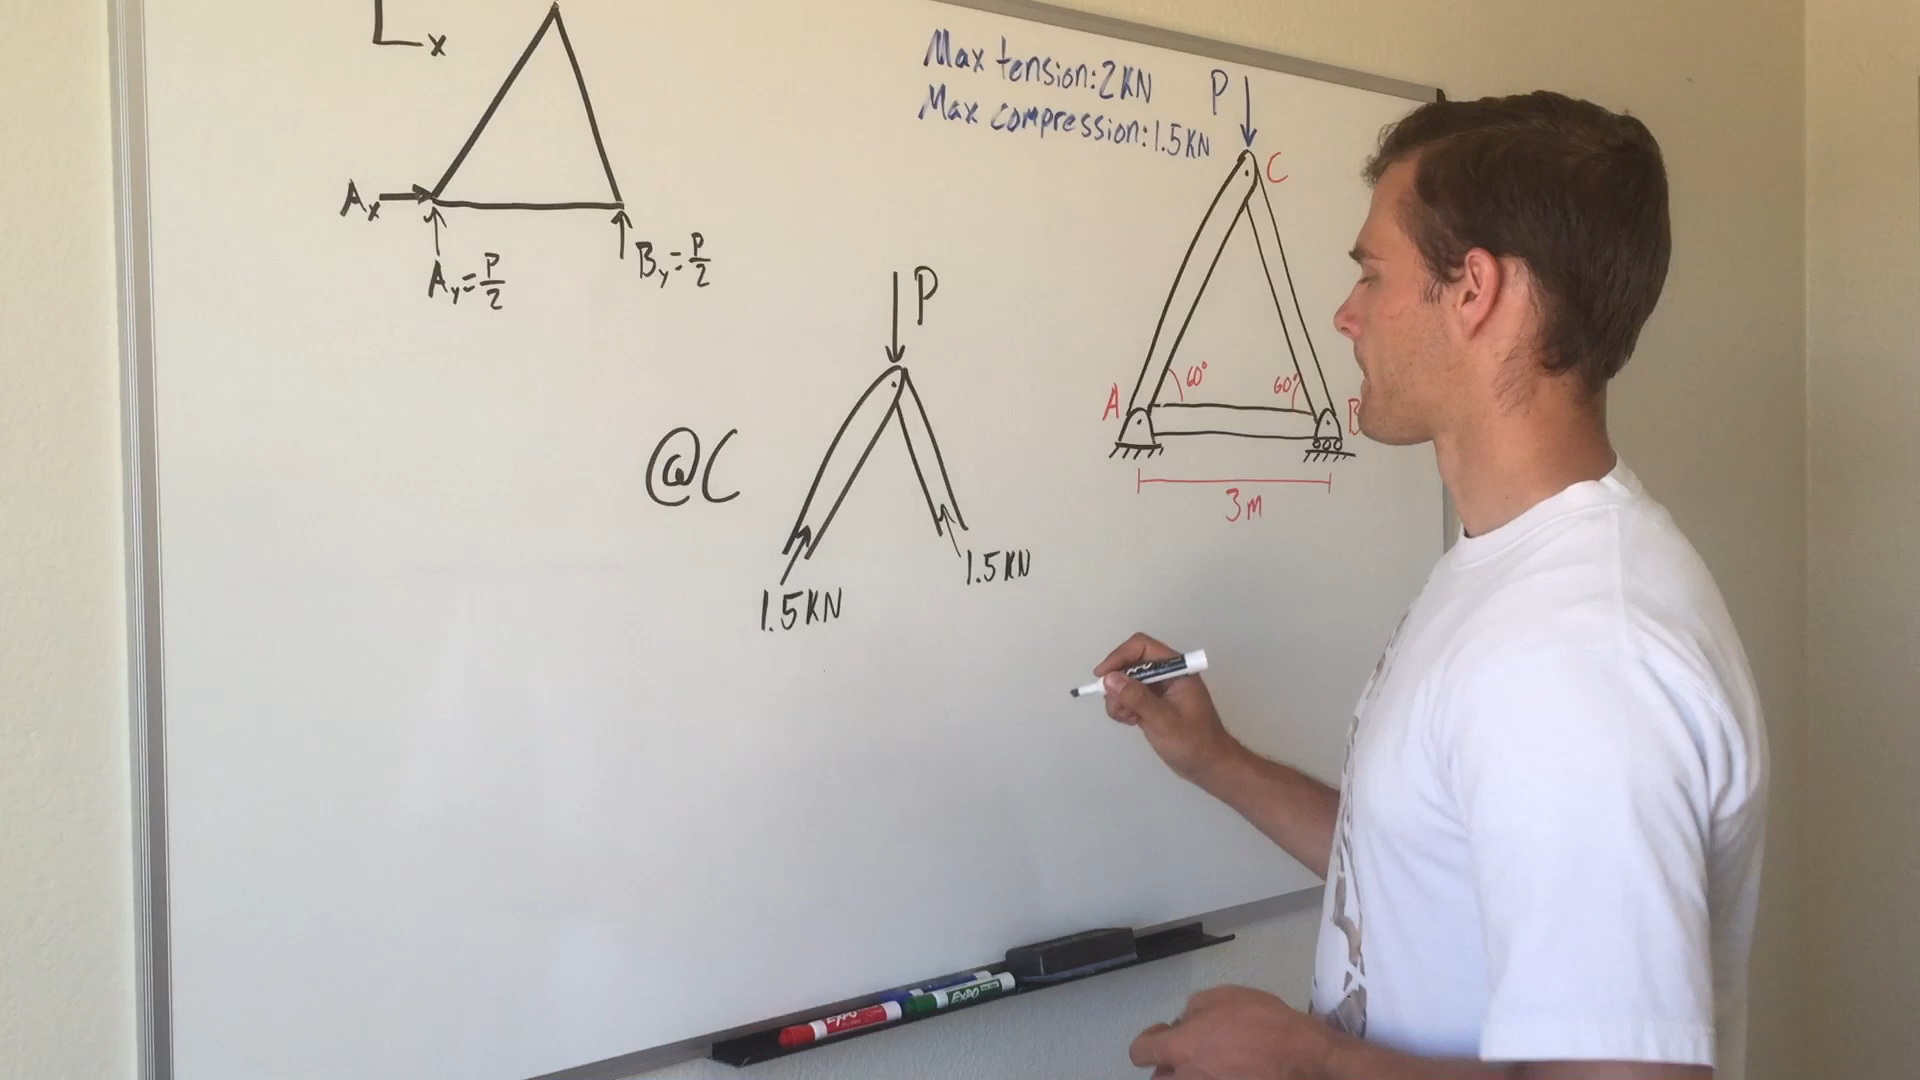 x
Ax
Ay=P/2
By=P/2
Max tension: 2KN
Max compression: 1.5KN
P
C
A
60°
60°
B
3m
P
@C
1.5KN
1.5KN
EXPO
EXPO